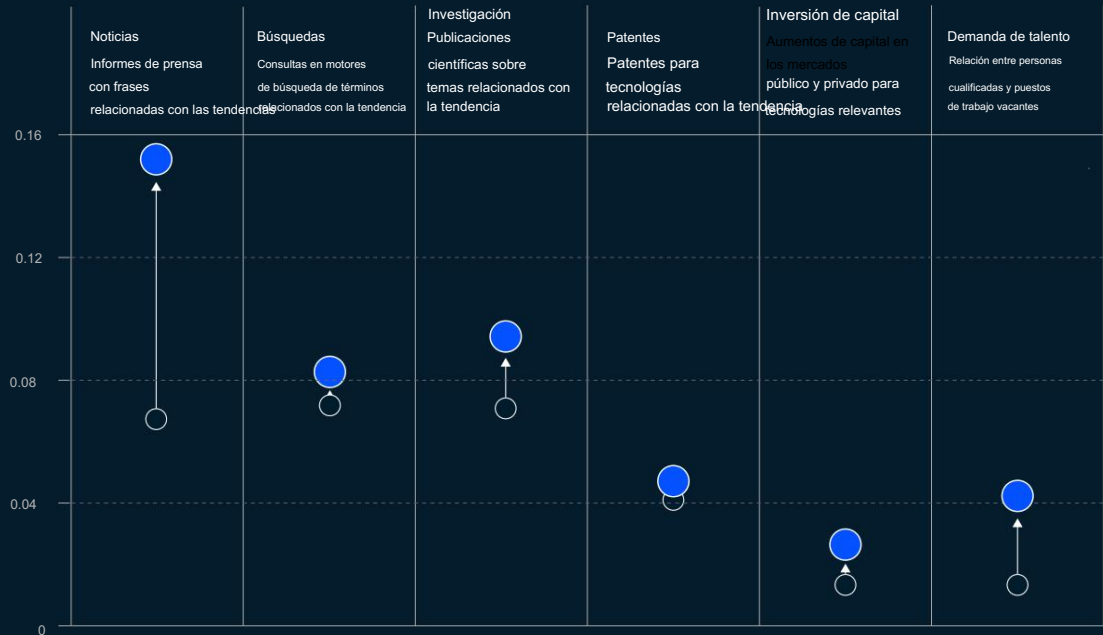 Noticias
Informes de prensa
con frases
relacionadas con las tendencias
Búsquedas
Consultas en motores
de búsqueda de términos
relacionados con la tendencia
Investigación
Publicaciones
científicas sobre
temas relacionados con
la tendencia
Patentes
Patentes para
tecnologías
relacionadas con la tendencia
Inversión de capital
Aumentos de capital en
los mercados
público y privado para
tecnologías relevantes
Demanda de talento
Relación entre personas
cualificadas y puestos
de trabajo vacantes
0.16
0.12
0.08
0.04
0